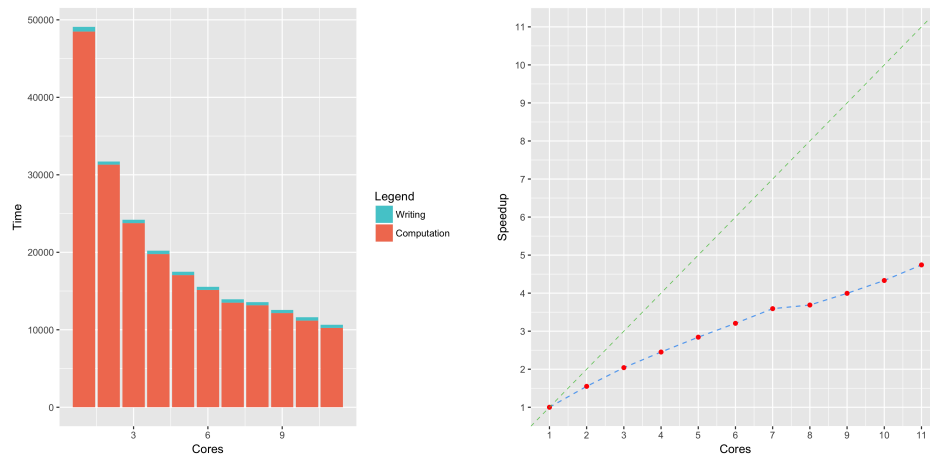 50000
40000
30000
20000
10000
0
Time
3 6 9
Cores
Legend
Writing
Computation
11
10
9
8
7
6
5
4
3
2
1
Speedup
1 2 3 4 5 6 7 8 9 10 11
Cores